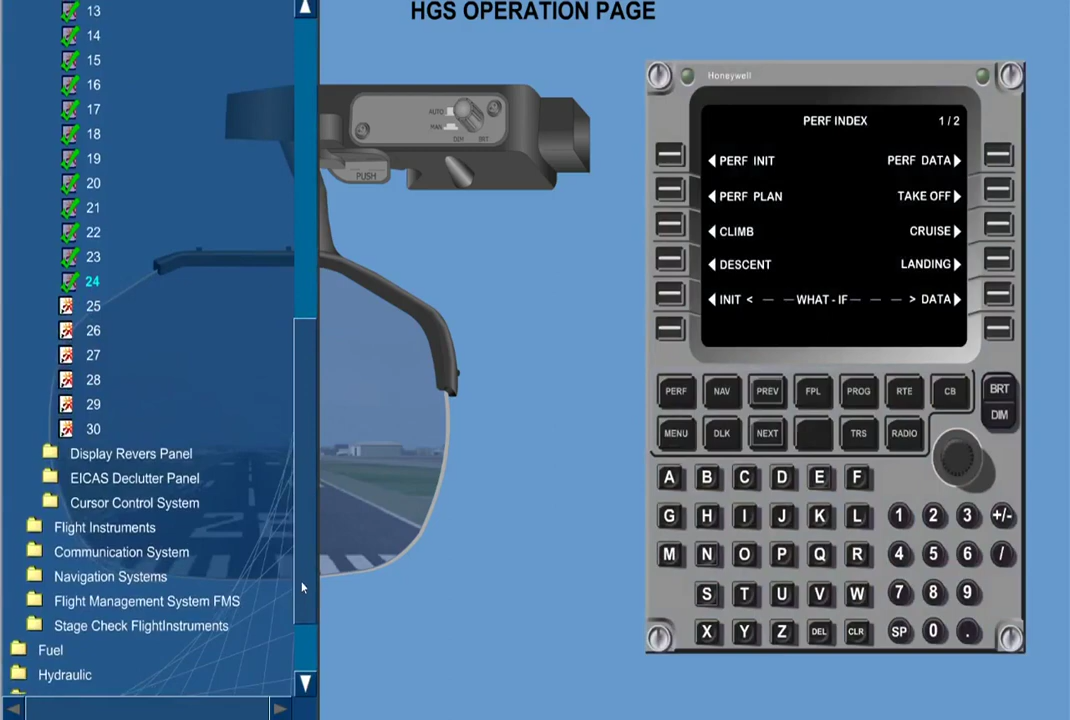 HGS OPERATION PAGE
13
14
15
16
17
18
19
20
21
22
23
24
25
26
27
28
29
30
Display Revers Panel
EICAS Declutter Panel
Cursor Control System
Flight Instruments
Communication System
Navigation Systems
Flight Management System FMS
Stage Check FlightInstruments
Fuel
Hydraulic
AUTO
MAN
DIM BRT
PUSH
Honeywell
PERF INDEX 1 / 2
PERF INIT PERF DATA
PERF PLAN TAKE OFF
CLIMB CRUISE
DESCENT LANDING
INIT < — — WHAT - IF — — — > DATA
PERF NAV PREV FPL PROG RTE CB BRT
DIM
MENU DLK NEXT TRS RADIO
A B C D E F
G H I J K L 1 2 3 +/-
M N O P Q R 4 5 6 /
S T U V W 7 8 9
X Y Z DEL CLR SP 0 .